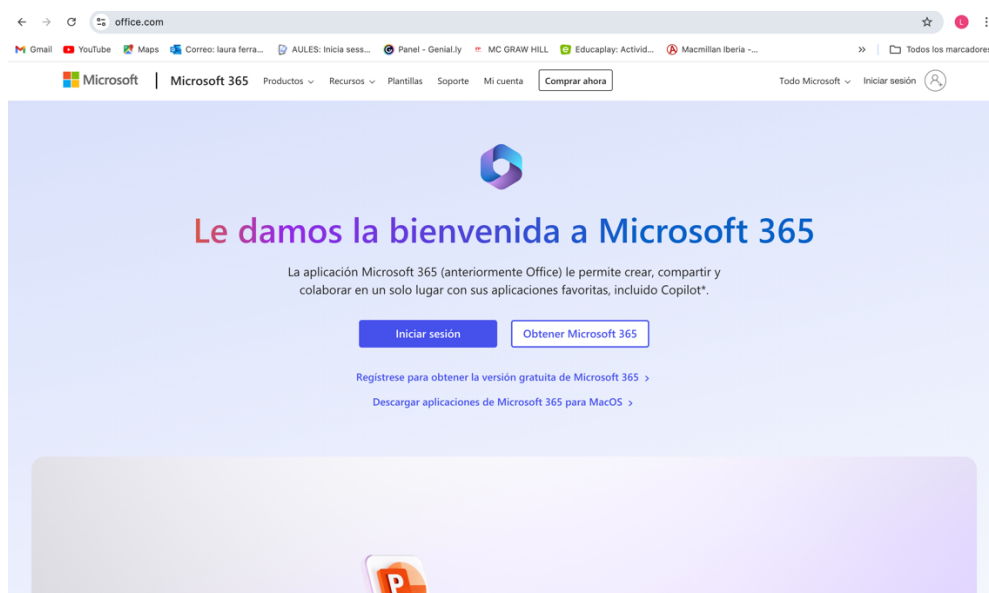 office.com
L
Gmail YouTube Maps Correo: laura ferra... AULES: Inicia sess... Panel - Genial.ly MC GRAW HILL Educaplay: Activid... Macmillan Iberia -... » Todos los marcadores
Microsoft | Microsoft 365 Productos Recursos Plantillas Soporte Mi cuenta Comprar ahora Todo Microsoft Iniciar sesión
Le damos la bienvenida a Microsoft 365
La aplicación Microsoft 365 (anteriormente Office) le permite crear, compartir y
colaborar en un solo lugar con sus aplicaciones favoritas, incluido Copilot*.
Iniciar sesión Obtener Microsoft 365
Regístrese para obtener la versión gratuita de Microsoft 365 >
Descargar aplicaciones de Microsoft 365 para MacOS >
P